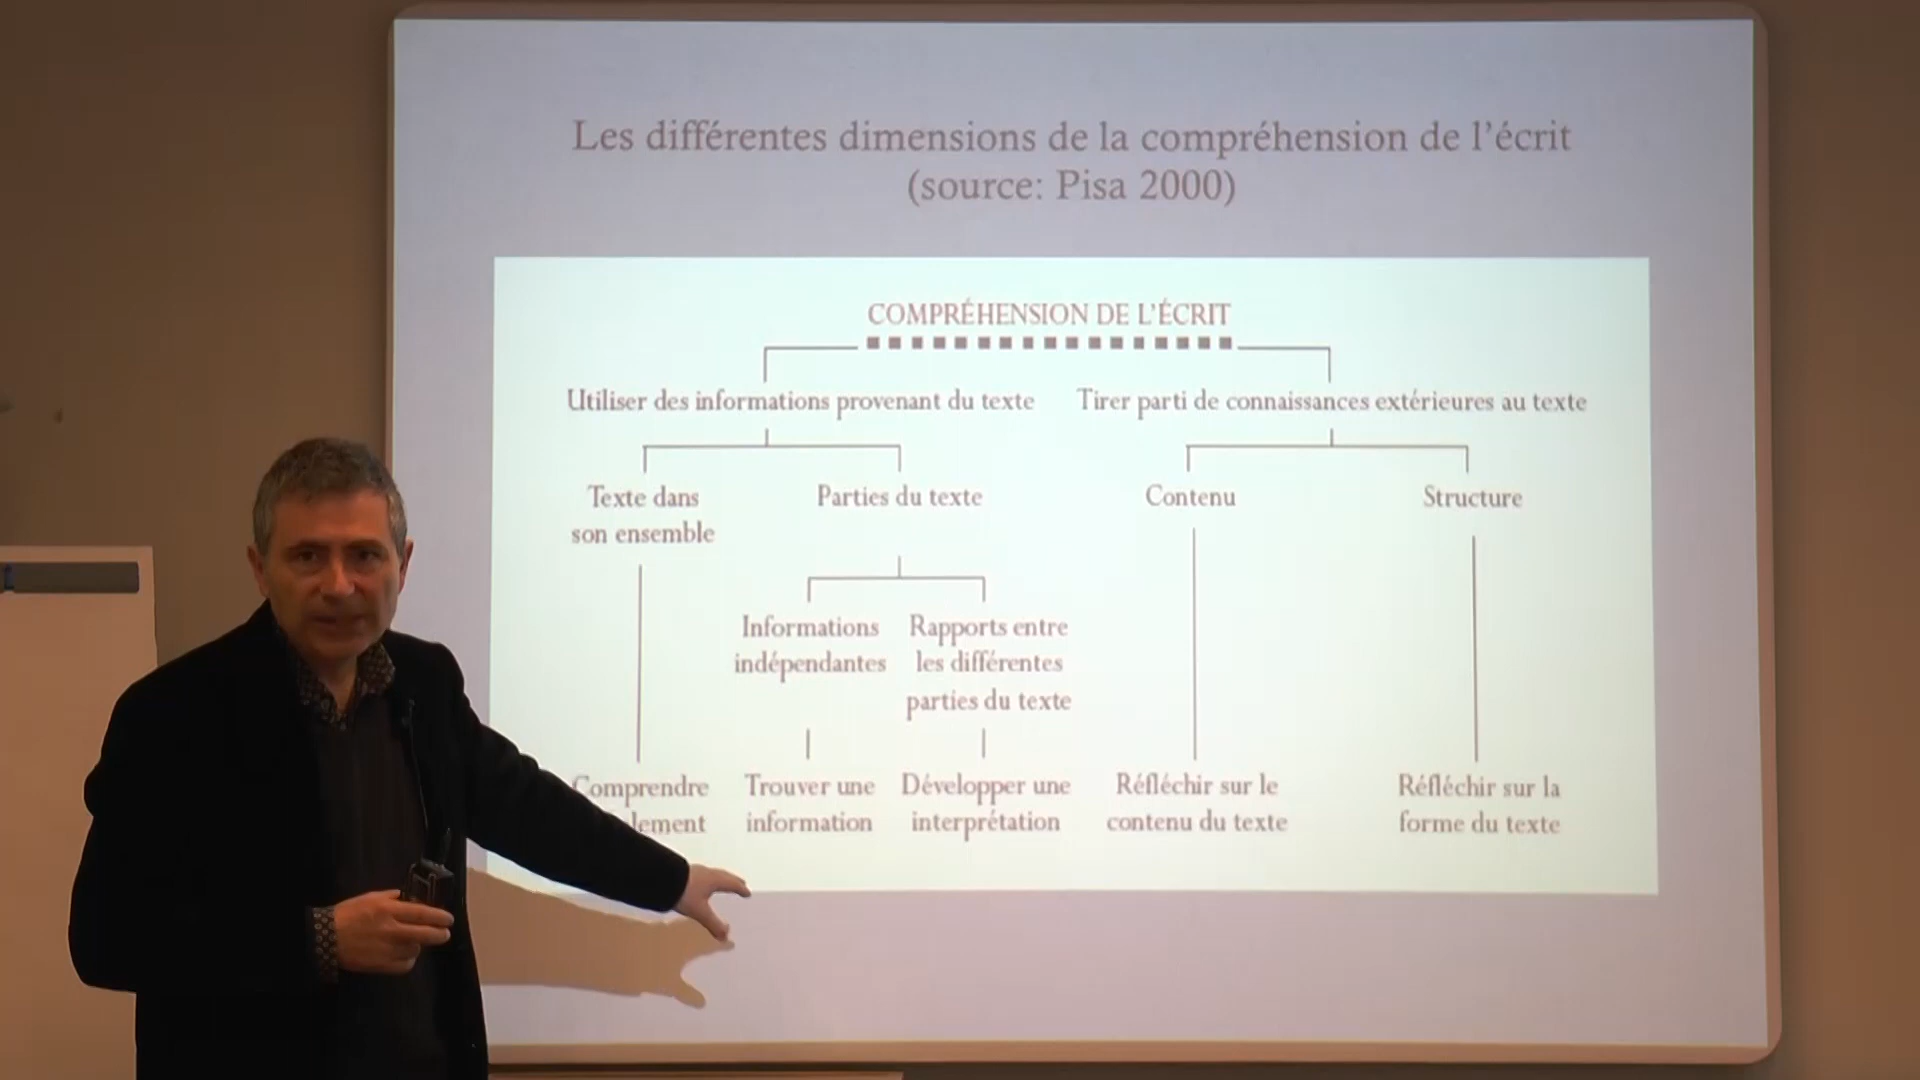 Les différentes dimensions de la compréhension de l'écrit
(source: Pisa 2000)
COMPRÉHENSION DE L'ÉCRIT
Utiliser des informations provenant du texte
Tirer parti de connaissances extérieures au texte
Texte dans
son ensemble
Parties du texte
Contenu
Structure
Informations
indépendantes
Rapports entre
les différentes
parties du texte
Comprendre
Trouver une
information
Développer une
interprétation
Réfléchir sur le
contenu du texte
Réfléchir sur la
forme du texte